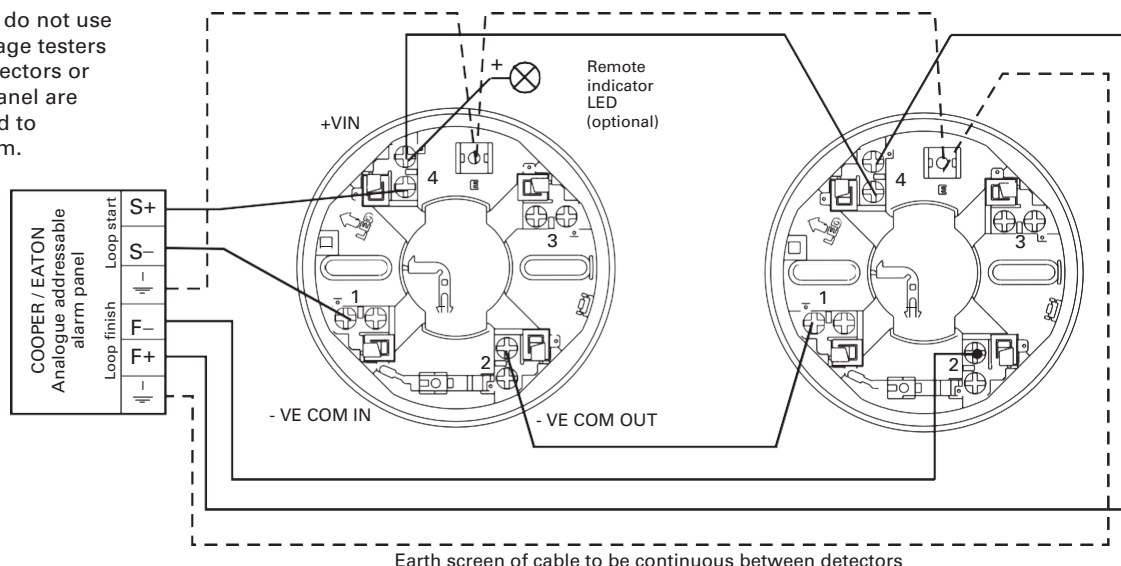 do not use
age testers
ectors or
anel are
d to
m.
Remote
indicator
LED
(optional)
+
+VIN
4
E
LED
3
1
2
4
E
LED
3
1
2
COOPER / EATON
Analogue addressable
alarm panel
Loop start
Loop finish
S+
S–
–
F–
F+
–
- VE COM IN
- VE COM OUT
Earth screen of cable to be continuous between detectors